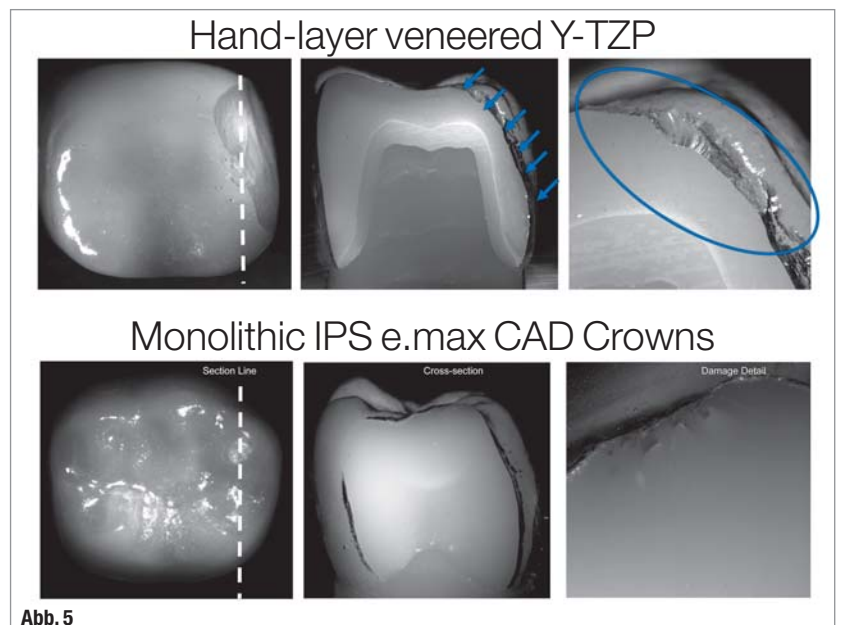 Hand-layer veneered Y-TZP
Monolithic IPS e.max CAD Crowns
Section Line
Cross-section
Damage Detail
Abb. 5